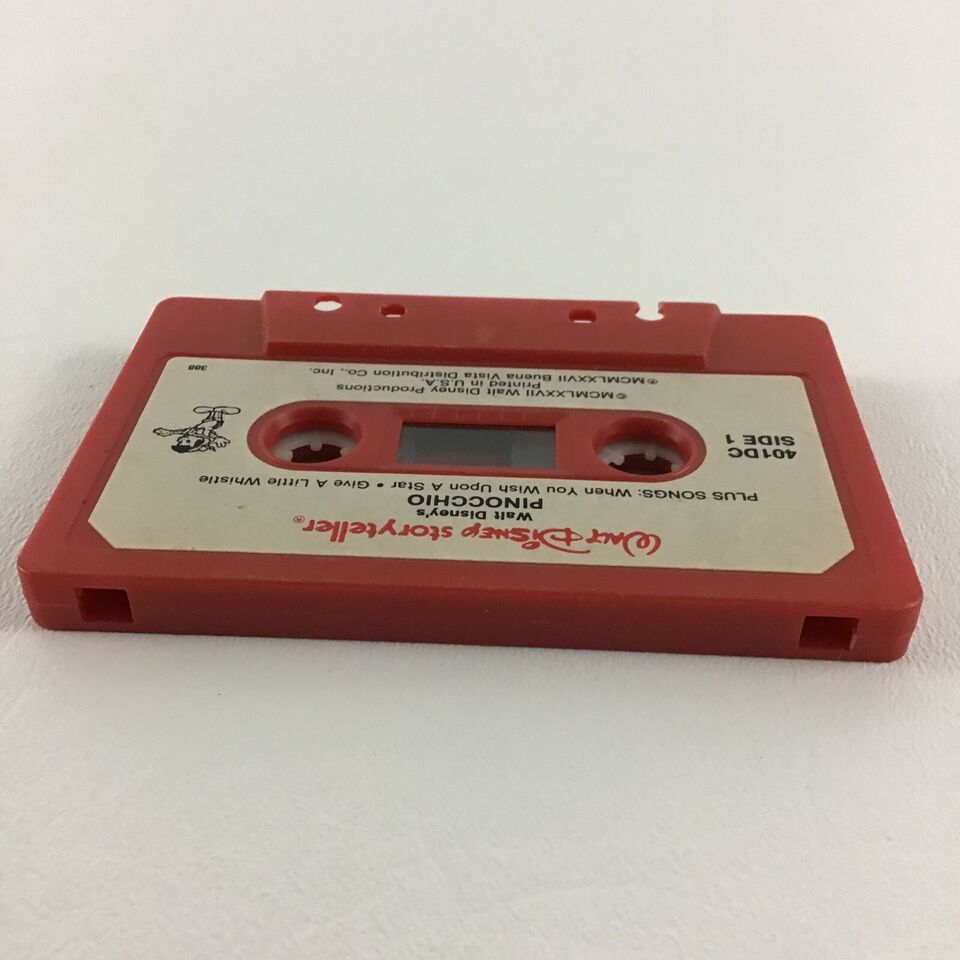 WALT DISNEY storyteller®
Walt Disney's
PINOCCHIO
PLUS SONGS: When You Wish Upon A Star • Give A Little Whistle
401DC
SIDE 1
©MCMLXXVII Walt Disney Productions
Printed in U.S.A.
℗MCMLXXVII Buena Vista Distribution Co., Inc.
388